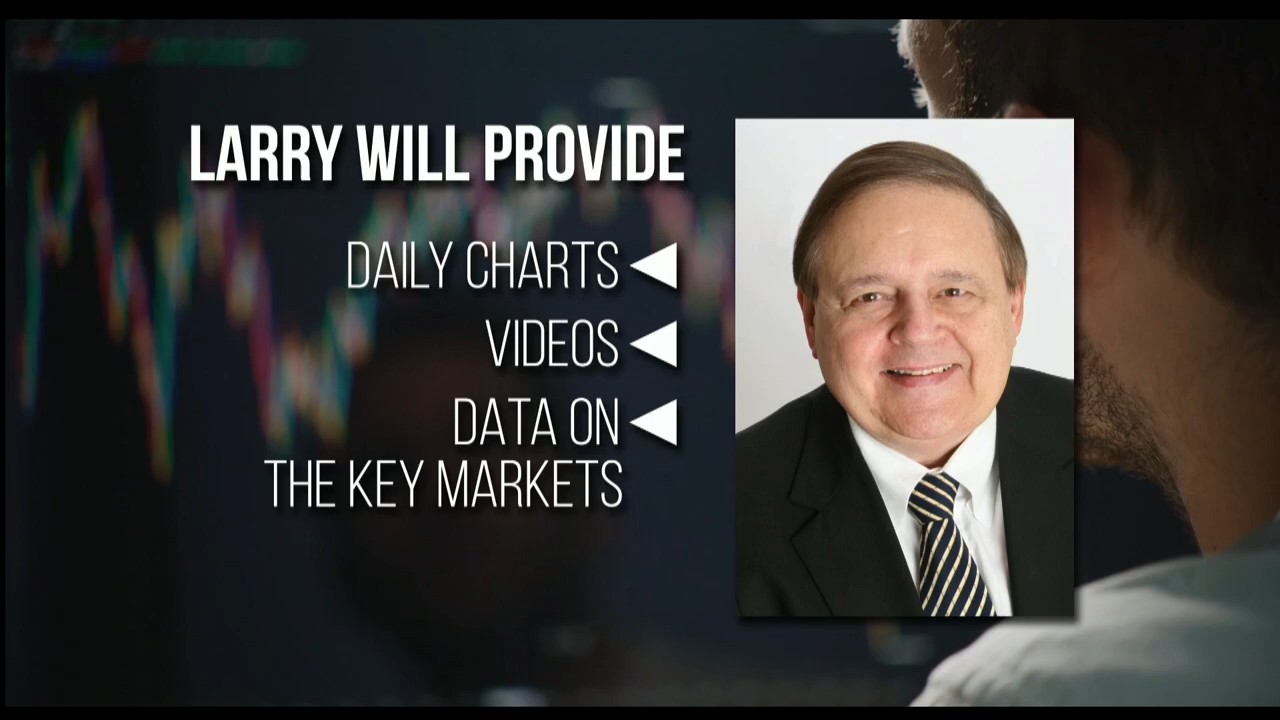 LARRY WILL PROVIDE
DAILY CHARTS
VIDEOS
DATA ON
THE KEY MARKETS